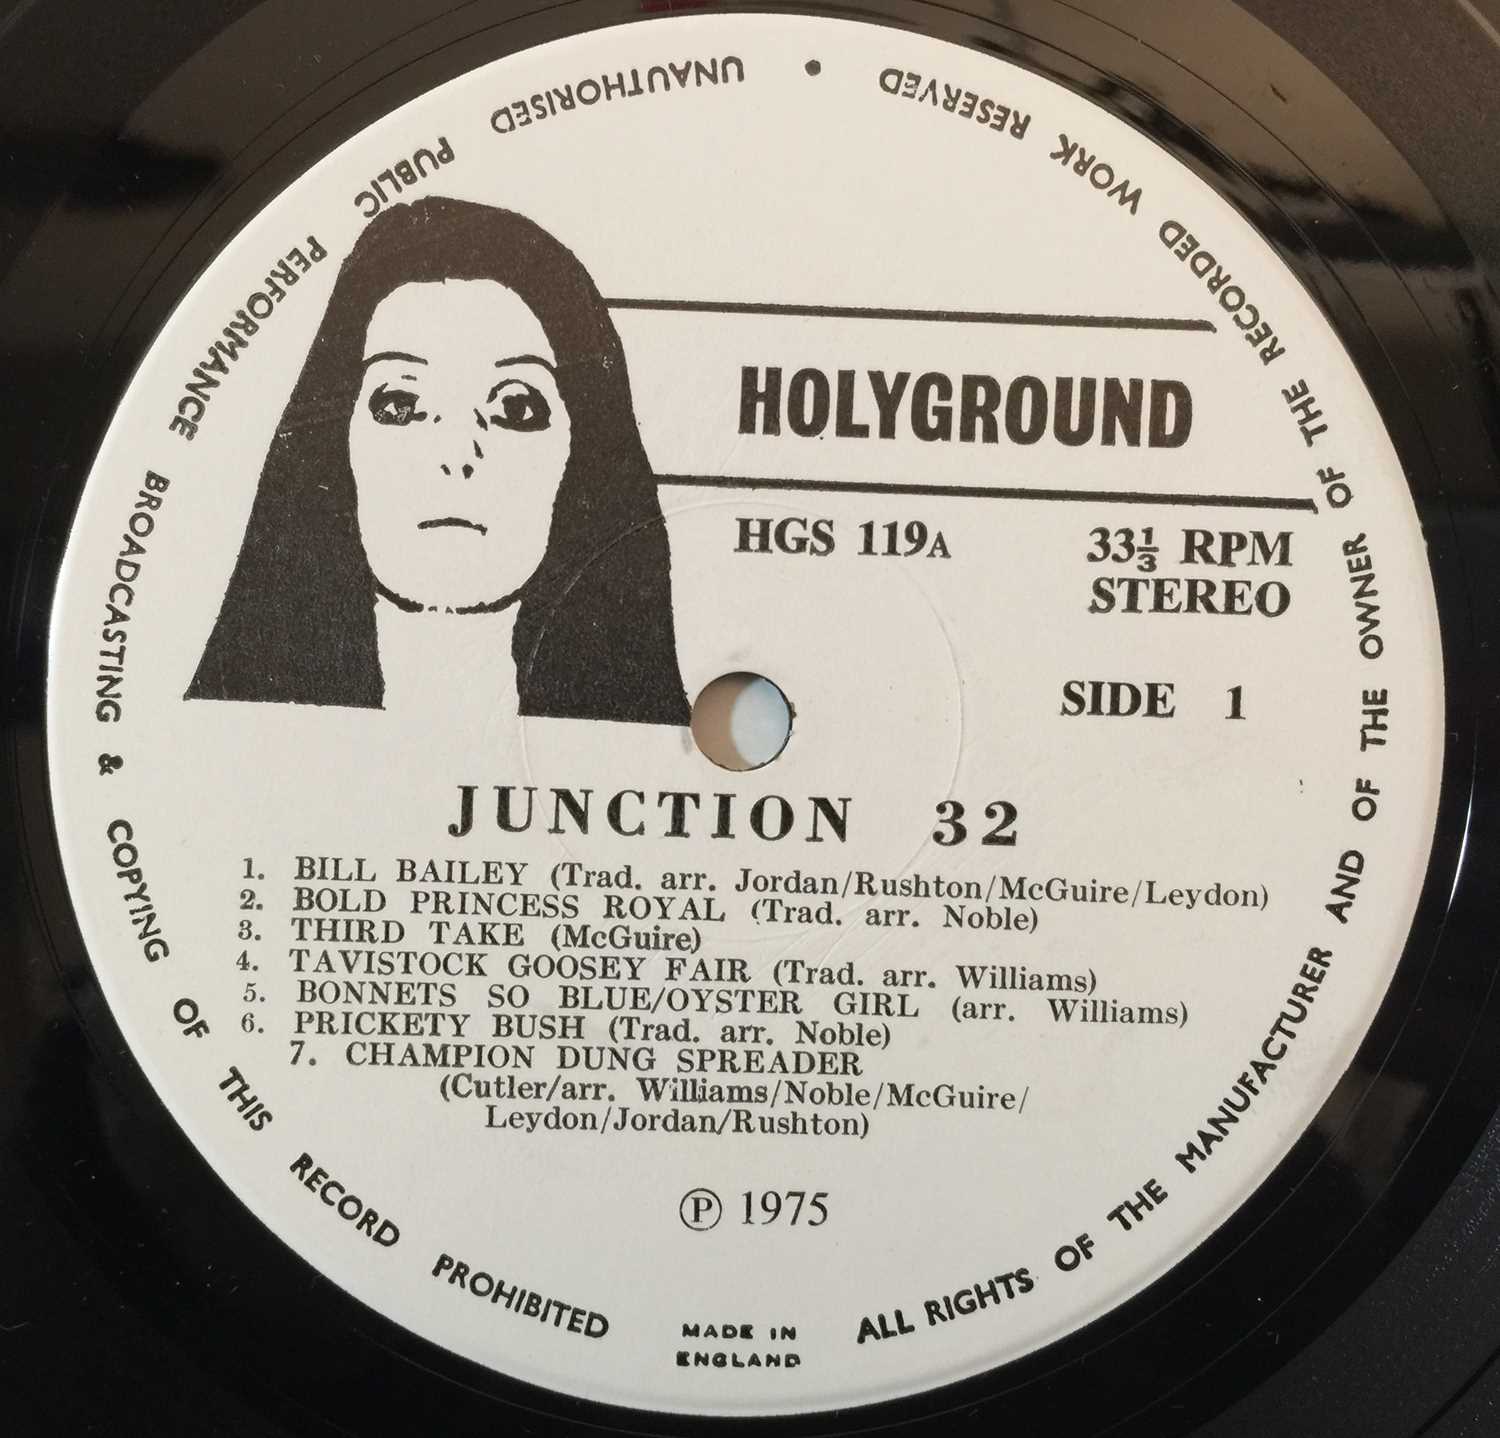 HOLYGROUND
HGS 119A
33⅓ RPM
STEREO
SIDE 1
JUNCTION 32
1. BILL BAILEY (Trad. arr. Jordan/Rushton/McGuire/Leydon)
2. BOLD PRINCESS ROYAL (Trad. arr. Noble)
3. THIRD TAKE (McGuire)
4. TAVISTOCK GOOSEY FAIR (Trad. arr. Williams)
5. BONNETS SO BLUE/OYSTER GIRL (arr. Williams)
6. PRICKETY BUSH (Trad. arr. Noble)
7. CHAMPION DUNG SPREADER
(Cutler/arr. Williams/Noble/McGuire/
Leydon/Jordan/Rushton)
Ⓟ 1975
MADE IN
ENGLAND
ALL RIGHTS OF THE MANUFACTURER AND OF THE OWNER OF THE RECORDED WORK RESERVED • UNAUTHORISED PUBLIC PERFORMANCE BROADCASTING & COPYING OF THIS RECORD PROHIBITED